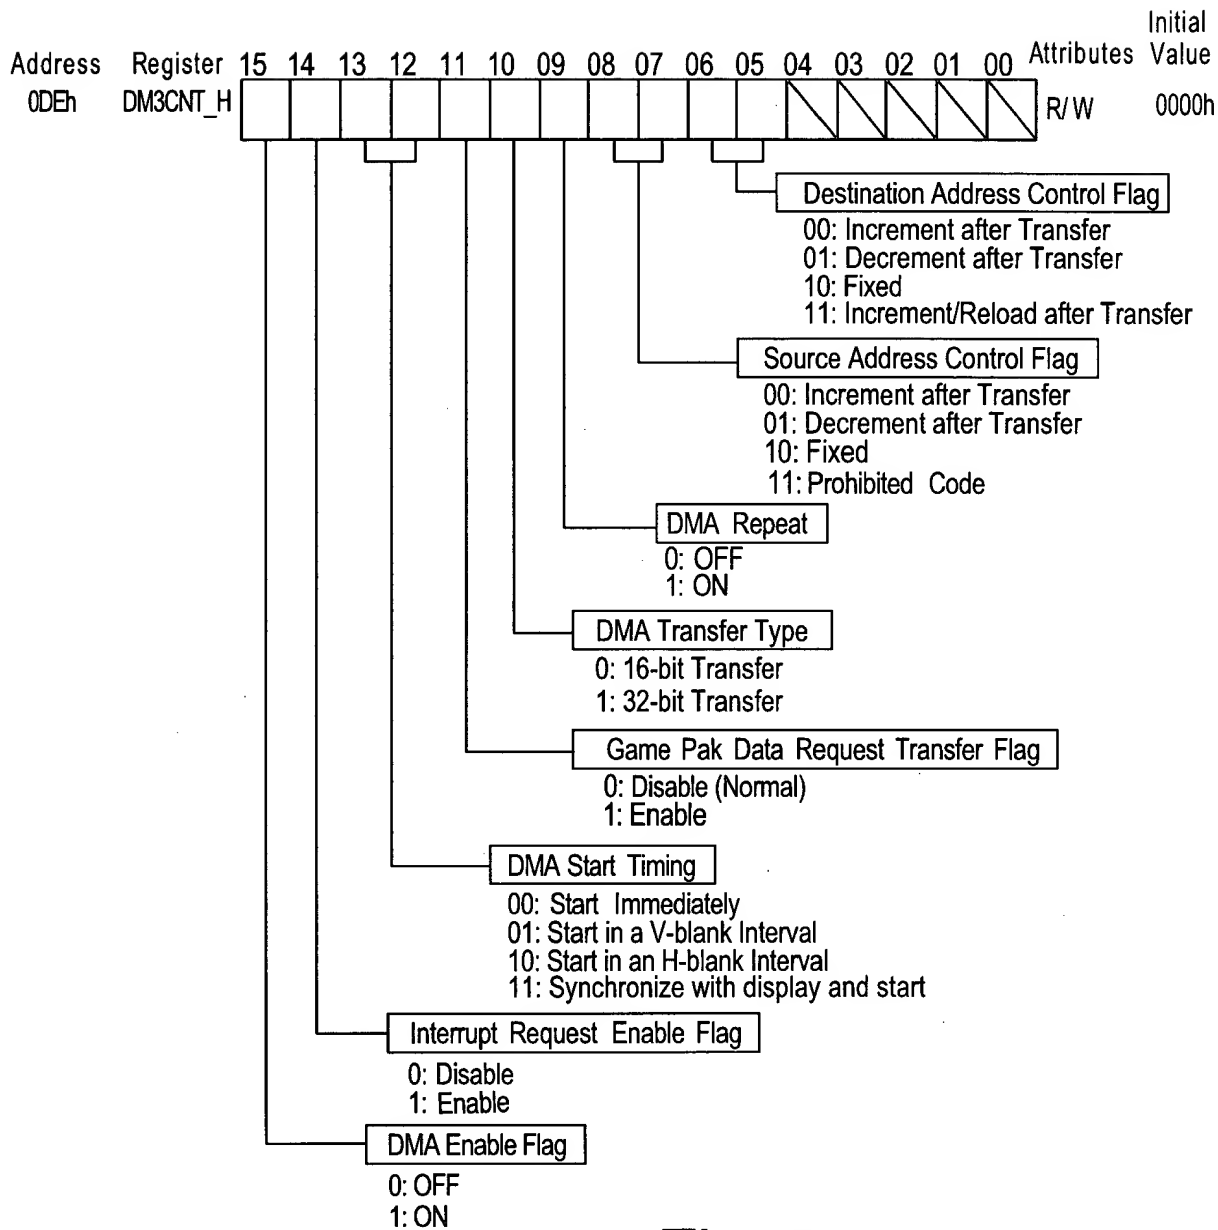 Initial
Address Register 15 14 13 12 11 10 09 08 07 06 05 04 03 02 01 00 Attributes Value
0DEh DM3CNT_H R/W 0000h
Destination Address Control Flag
00: Increment after Transfer
01: Decrement after Transfer
10: Fixed
11: Increment/Reload after Transfer
Source Address Control Flag
00: Increment after Transfer
01: Decrement after Transfer
10: Fixed
11: Prohibited Code
DMA Repeat
0: OFF
1: ON
DMA Transfer Type
0: 16-bit Transfer
1: 32-bit Transfer
Game Pak Data Request Transfer Flag
0: Disable (Normal)
1: Enable
DMA Start Timing
00: Start Immediately
01: Start in a V-blank Interval
10: Start in an H-blank Interval
11: Synchronize with display and start
Interrupt Request Enable Flag
0: Disable
1: Enable
DMA Enable Flag
0: OFF
1: ON